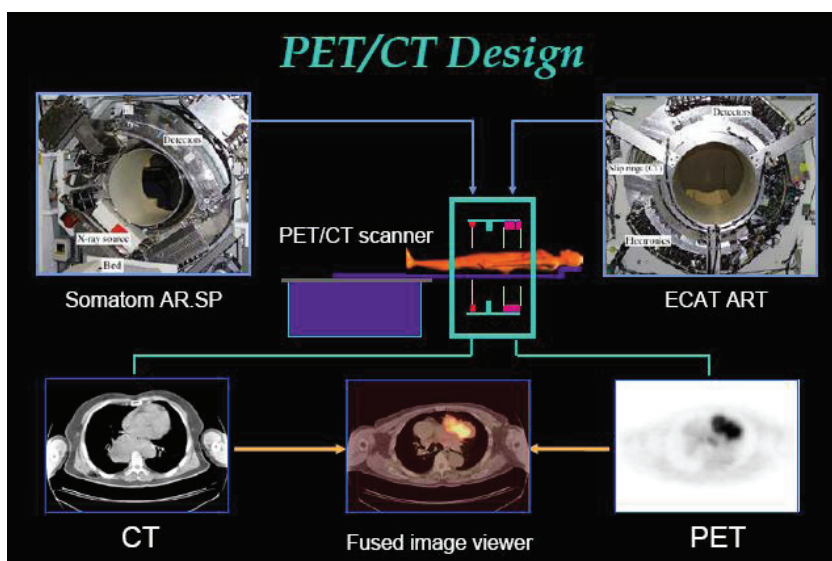 PET/CT Design
Detectors
X-ray source
Bed
Somatom AR.SP
PET/CT scanner
Detectors
Slip rings (CT)
Electronics
ECAT ART
CT
Fused image viewer
PET